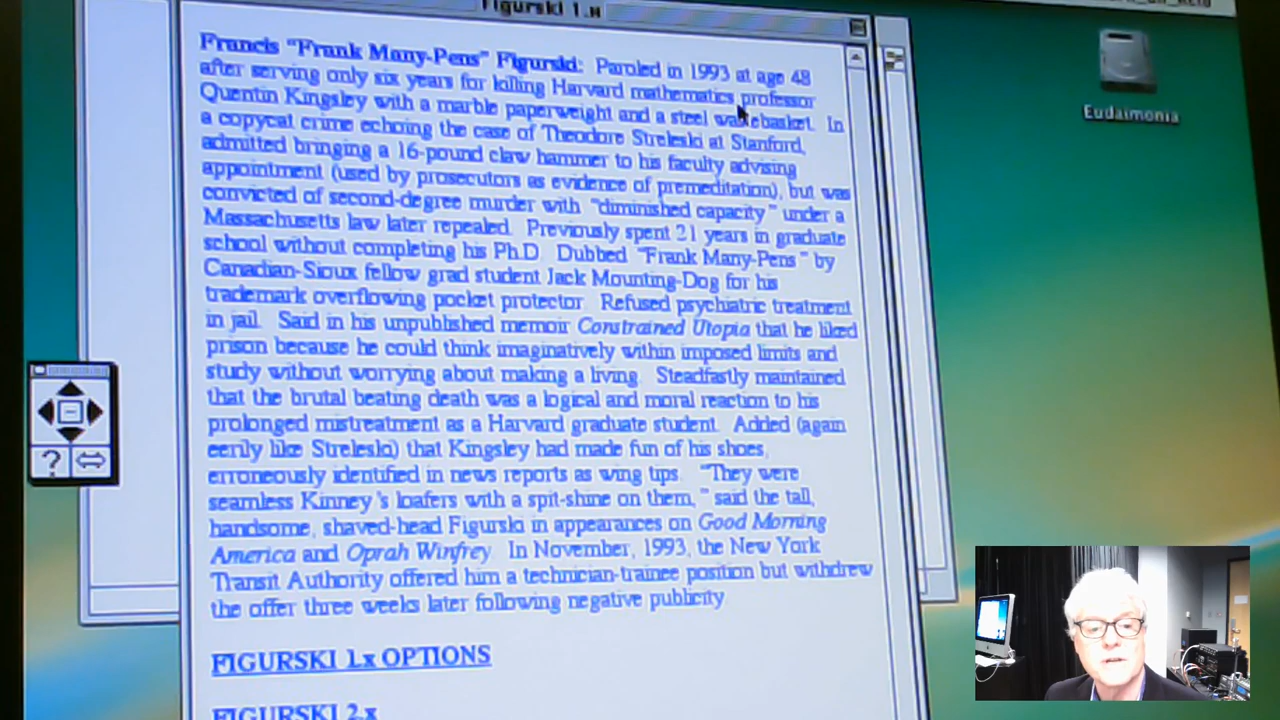 Figurski 1.x
Francis "Frank Many-Pens" Figurski: Paroled in 1993 at age 48
after serving only six years for killing Harvard mathematics professor
Quentin Kingsley with a marble paperweight and a steel wastebasket. In
a copycat crime echoing the case of Theodore Streleski at Stanford,
admitted bringing a 16-pound claw hammer to his faculty advising
appointment (used by prosecutors as evidence of premeditation), but was
convicted of second-degree murder with "diminished capacity" under a
Massachusetts law later repealed. Previously spent 21 years in graduate
school without completing his Ph.D. Dubbed "Frank Many-Pens" by
Canadian-Sioux fellow grad student Jack Mounting-Dog for his
trademark overflowing pocket protector. Refused psychiatric treatment
in jail. Said in his unpublished memoir Constrained Utopia that he liked
prison because he could think imaginatively within imposed limits and
study without worrying about making a living. Steadfastly maintained
that the brutal beating death was a logical and moral reaction to his
prolonged mistreatment as a Harvard graduate student. Added (again
eerily like Streleski) that Kingsley had made fun of his shoes,
erroneously identified in news reports as wing tips. "They were
seamless Kinney's loafers with a spit-shine on them," said the tall,
handsome, shaved-head Figurski in appearances on Good Morning
America and Oprah Winfrey. In November, 1993, the New York
Transit Authority offered him a technician-trainee position but withdrew
the offer three weeks later following negative publicity.
FIGURSKI 1.x OPTIONS
FIGURSKI 2.x
Eudaimonia
?